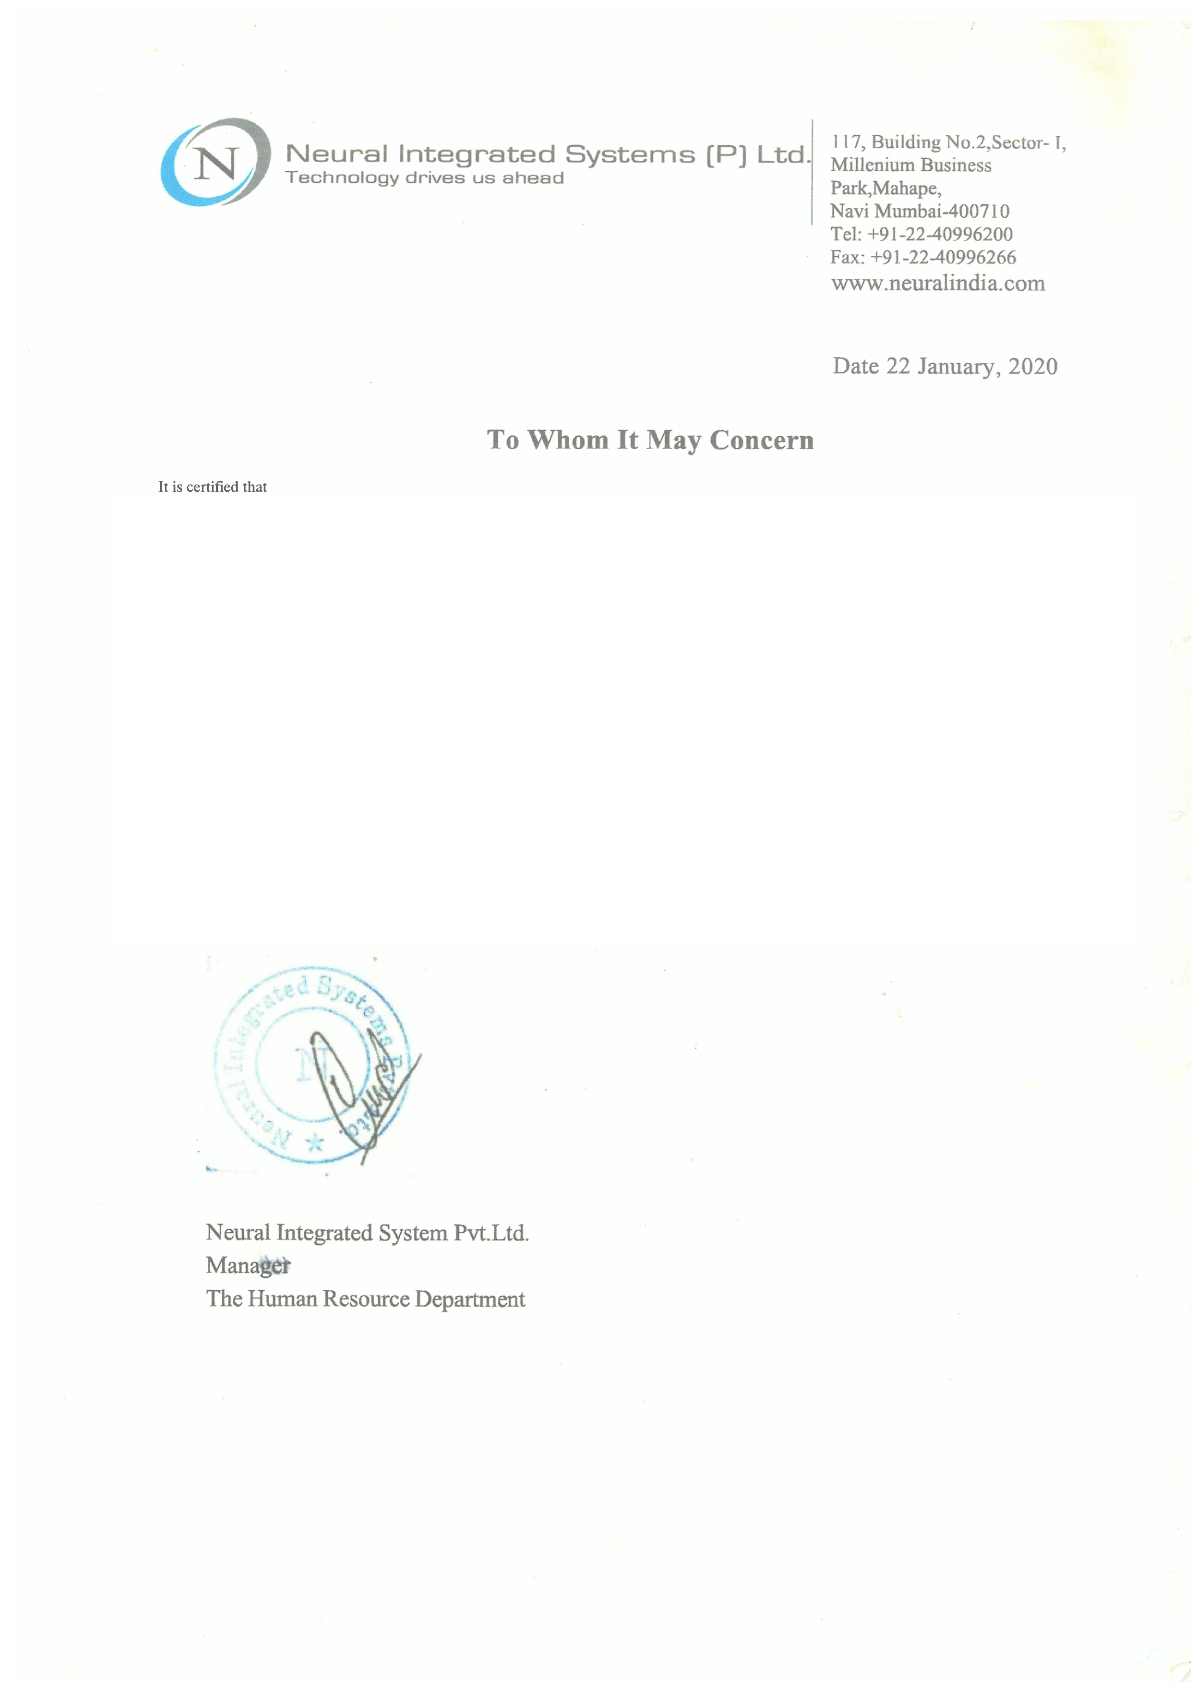 N
Neural Integrated Systems (P) Ltd.
Technology drives us ahead
117, Building No.2,Sector- I,
Millenium Business
Park,Mahape,
Navi Mumbai-400710
Tel: +91-22-40996200
Fax: +91-22-40996266
www.neuralindia.com
Date 22 January, 2020
To Whom It May Concern
It is certified that
Neural Integrated Systems Pvt. Ltd.
N
Neural Integrated System Pvt.Ltd.
Manager
The Human Resource Department